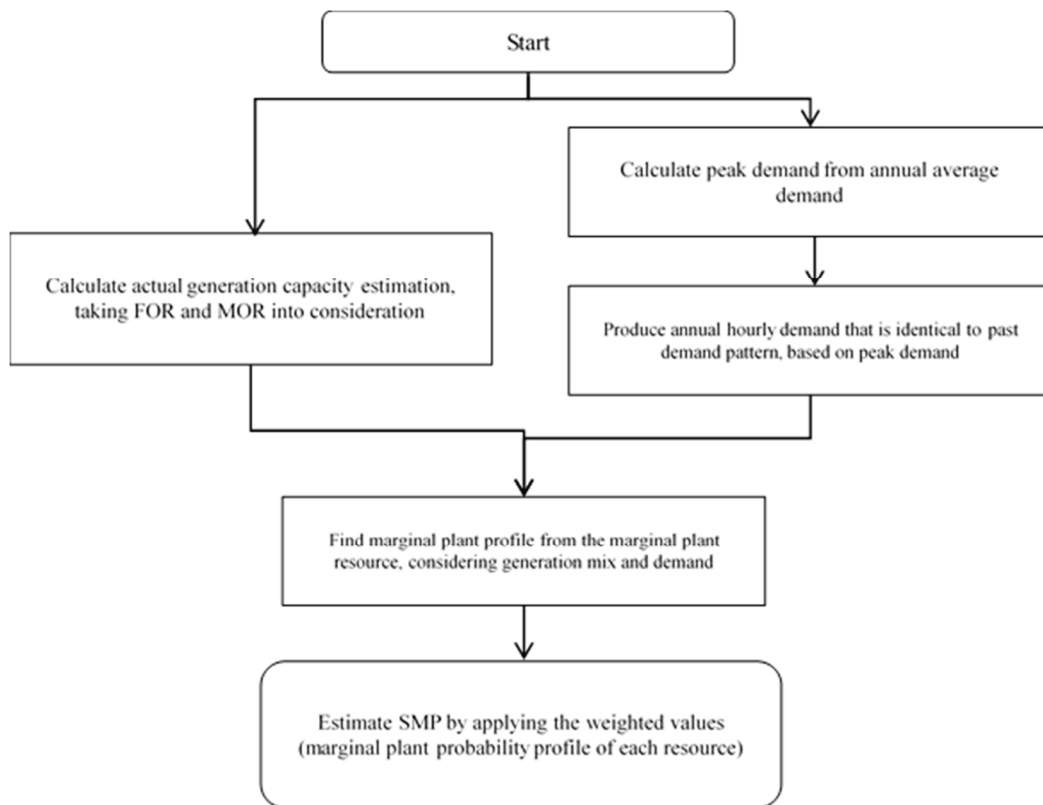 Start
Calculate peak demand from annual average
demand
Calculate actual generation capacity estimation,
taking FOR and MOR into consideration
Produce annual hourly demand that is identical to past
demand pattern, based on peak demand
Find marginal plant profile from the marginal plant
resource, considering generation mix and demand
Estimate SMP by applying the weighted values
(marginal plant probability profile of each resource)